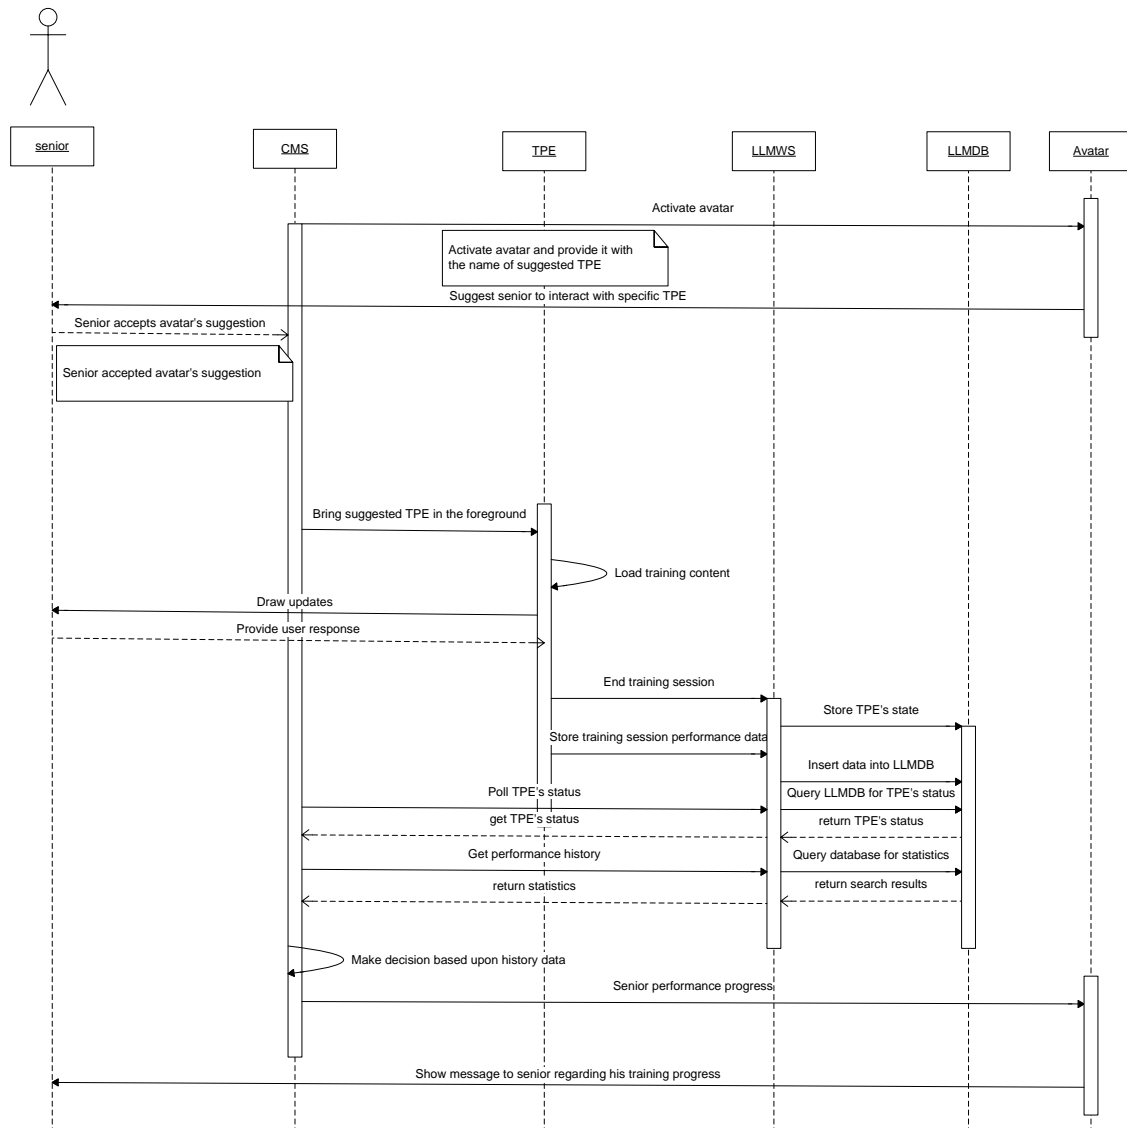 senior
CMS
TPE
LLMWS
LLMDB
Avatar
Activate avatar
Activate avatar and provide it with
the name of suggested TPE
Suggest senior to interact with specific TPE
Senior accepts avatar's suggestion
Senior accepted avatar's suggestion
Bring suggested TPE in the foreground
Load training content
Draw updates
Provide user response
End training session
Store TPE's state
Store training session performance data
Insert data into LLMDB
Poll TPE's status
Query LLMDB for TPE's status
get TPE's status
return TPE's status
Get performance history
Query database for statistics
return statistics
return search results
Make decision based upon history data
Senior performance progress
Show message to senior regarding his training progress